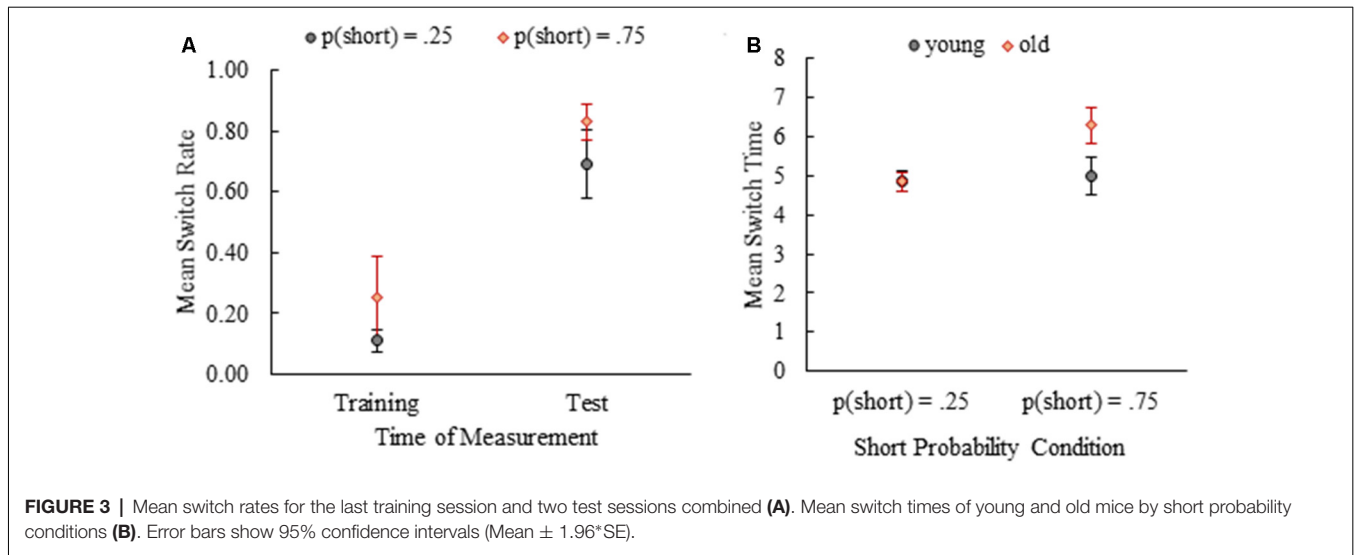 A
p(short) = .25 p(short) = .75
Mean Switch Rate
1.00
0.80
0.60
0.40
0.20
0.00
Training Test
Time of Measurement
B
young old
Mean Switch Time
8
7
6
5
4
3
2
1
0
p(short) = .25 p(short) = .75
Short Probability Condition
FIGURE 3 | Mean switch rates for the last training session and two test sessions combined (A). Mean switch times of young and old mice by short probability
conditions (B). Error bars show 95% confidence intervals (Mean ± 1.96*SE).